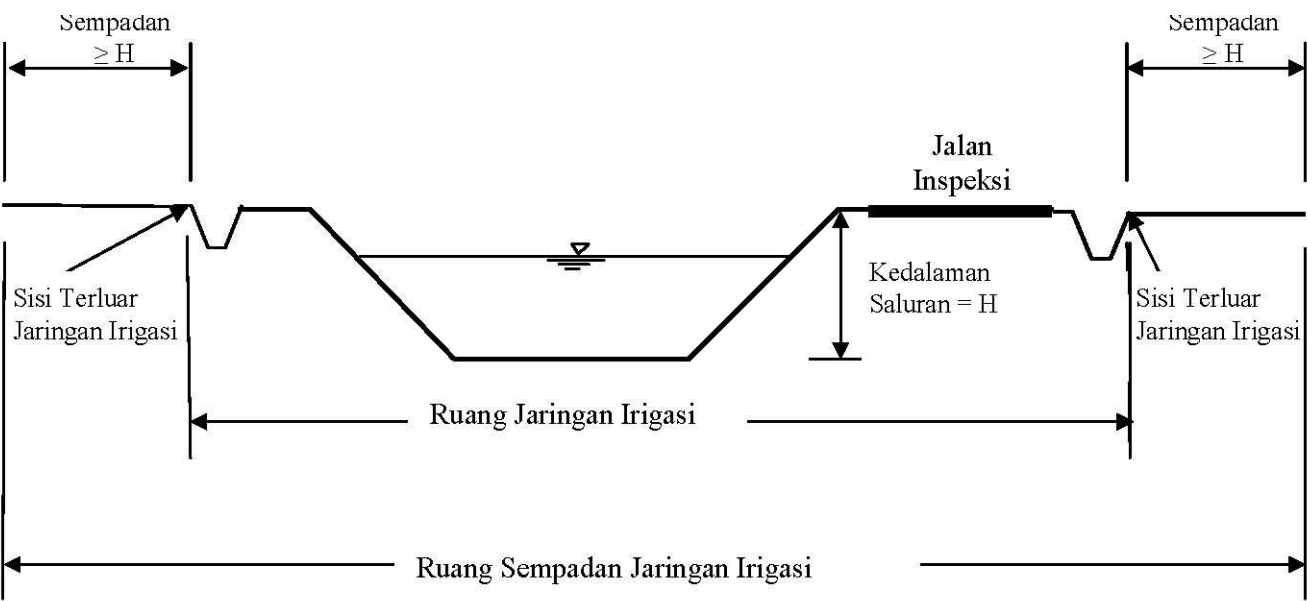 Sempadan
≥ H
Sempadan
≥ H
Jalan
Inspeksi
Kedalaman
Saluran = H
Sisi Terluar
Jaringan Irigasi
Sisi Terluar
Jaringan Irigasi
Ruang Jaringan Irigasi
Ruang Sempadan Jaringan Irigasi